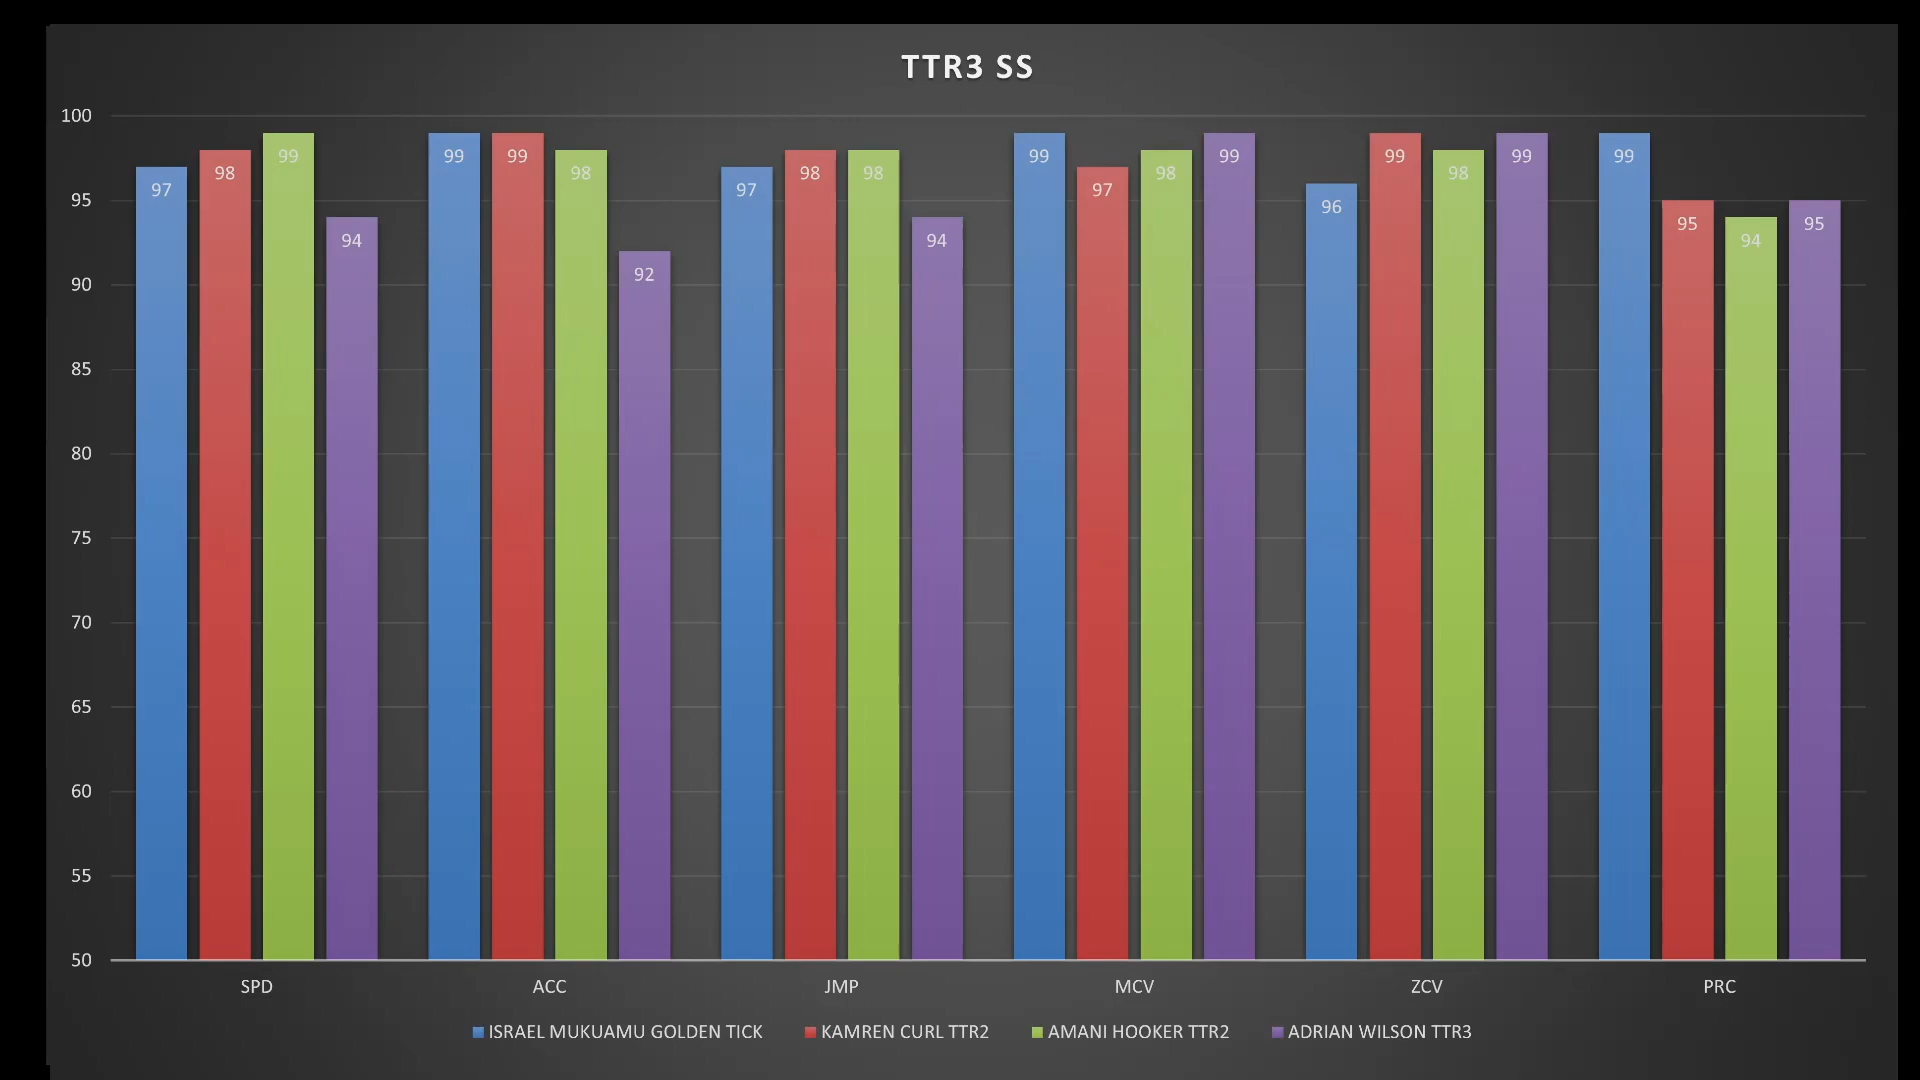 TTR3 SS
100
95
90
85
80
75
70
65
60
55
50
97 98 99 94
99 99 98 92
97 98 98 94
99 97 98 99
96 99 98 99
99 95 94 95
SPD ACC JMP MCV ZCV PRC
ISRAEL MUKUAMU GOLDEN TICK KAMREN CURL TTR2 AMANI HOOKER TTR2 ADRIAN WILSON TTR3